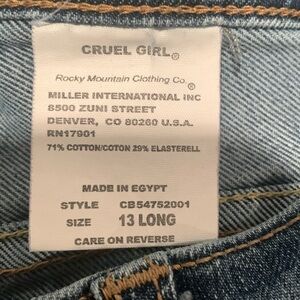 CRUEL GIRL®
Rocky Mountain Clothing Co.®
MILLER INTERNATIONAL INC
8500 ZUNI STREET
DENVER, CO 80260 U.S.A.
RN17901
71% COTTON/COTON 29% ELASTERELL
MADE IN EGYPT
STYLE CB54752001
SIZE 13 LONG
CARE ON REVERSE